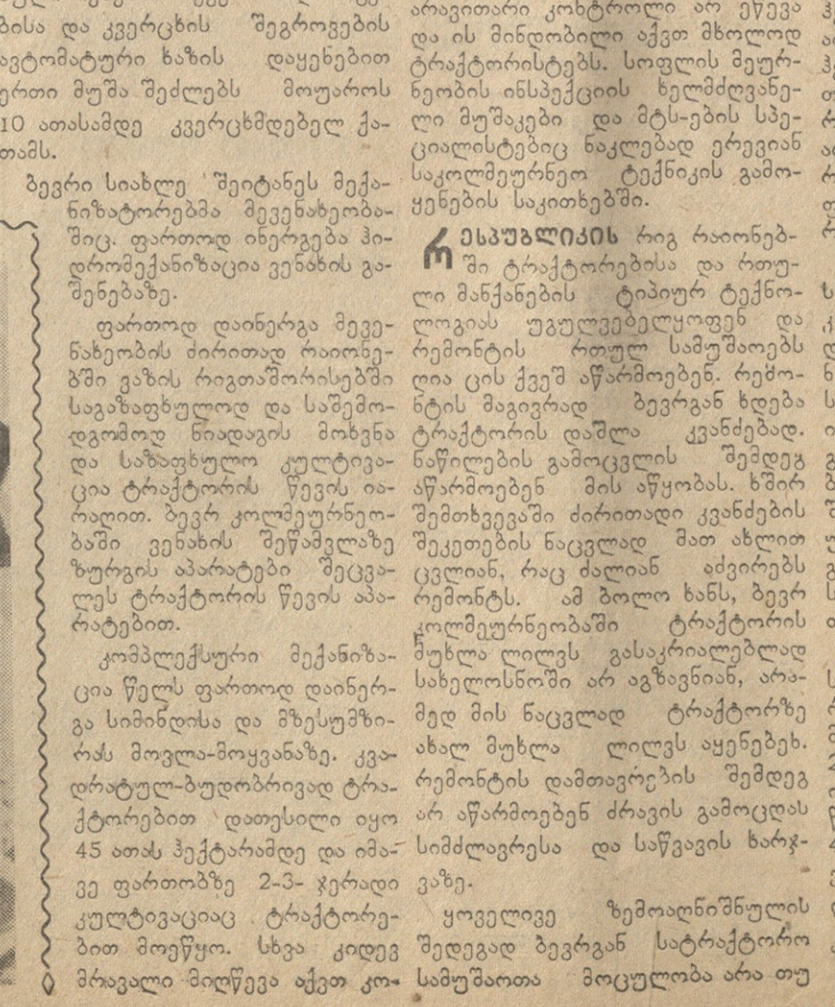 ბისა და კვერცხის შეგროვების
ავტომატური ხაზის დაყენებით
ერთი მუშა შეძლებს მოუაროს
10 ათასამდე კვერცხმდებელ ქა-
თამს.
ბევრი სიახლე შეიტანეს მექა-
ნიზატორებმა მევენახეობა-
შიც. ფართოდ ინერგება ჰი-
დრომექანიზაცია ვენახის გა-
შენებაზე.
ფართოდ დაინერგა მევე-
ნახეობის ძირითად რაიონე-
ბში ვაზის რიგთაშორისებში
საგაზაფხულოდ და საშემო-
დგომოდ ნიადაგის მოხვნა
და საზაფხულო კულტივა-
ცია ტრაქტორის წევის ია-
რაღით. ბევრ კოლმეურნეო-
ბაში ვენახის შეწამვლაზე
ზურგის აპარატები შეცვა-
ლეს ტრაქტორის წევის აპა-
რატებით.
კომპლექსური მექანიზა-
ცია წელს ფართოდ დაინერ-
გა სიმინდისა და მზესუმზი-
რას მოვლა-მოყვანაზე. კვა-
დრატულ-ბუდობრივად ტრა-
ქტორებით დათესილი იყო
45 ათას ჰექტარამდე და იმა-
ვე ფართობზე 2-3- ჯერადი
კულტივაციაც ტრაქტორე-
ბით მოეწყო. სხვა კიდევ
მრავალი მიღწევა აქვთ კო-
არავითარი კონტროლი არ ეწევა
და ის მინდობილი აქვთ მხოლოდ
ტრაქტორისტებს. სოფლის მეურ-
ნეობის ინსპექციის ხელმძღვანე-
ლი მუშაკები და მტს-ების სპე-
ციალისტებიც ნაკლებად ერევიან
საკოლმეურნეო ტექნიკის გამო-
ყენების საკითხებში.
რესპუბლიკის რიგ რაიონებ-
ში ტრაქტორებისა და რთუ-
ლი მანქანების ტიპიურ ტექნო-
ლოგიას უგულვებელყოფენ და
რემონტის რთულ სამუშაოებს
ღია ცის ქვეშ აწარმოებენ. რემო-
ნტის მაგივრად ბევრგან ხდება
ტრაქტორის დაშლა კვანძებად.
ნაწილების გამოცვლის შემდეგ
აწარმოებენ მის აწყობას. ხშირ
შემთხვევაში ძირითადი კვანძების
შეკეთების ნაცვლად მათ ახლით
ცვლიან, რაც ძალიან აძვირებს
რემონტს. ამ ბოლო ხანს, ბევრ
კოლმეურნეობაში ტრაქტორის
მუხლა ლილვს გასაკრიალებლად
სახელოსნოში არ აგზავნიან, არა-
მედ მის ნაცვლად ტრაქტორზე
ახალ მუხლა ლილვს აყენებენ.
რემონტის დამთავრების შემდეგ
არ აწარმოებენ ძრავის გამოცდას
სიმძლავრესა და საწვავის ხარჯ-
ვაზე.
ყოველივე ზემოაღნიშნულის
შედეგად ბევრგან სატრაქტორო
სამუშაოთა მოცულობა არა თუ